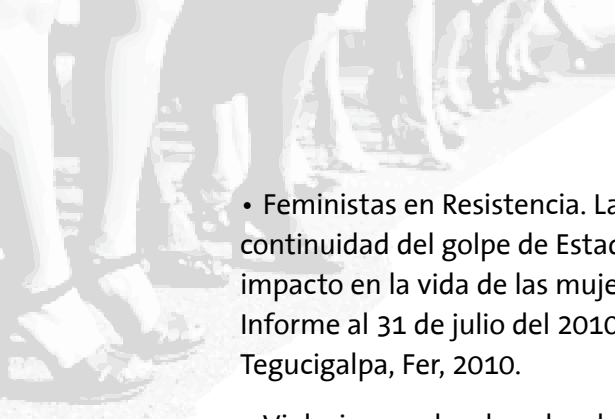 • Feministas en Resistencia. La
continuidad del golpe de Estad
impacto en la vida de las muje
Informe al 31 de julio del 2010
Tegucigalpa, Fer, 2010.